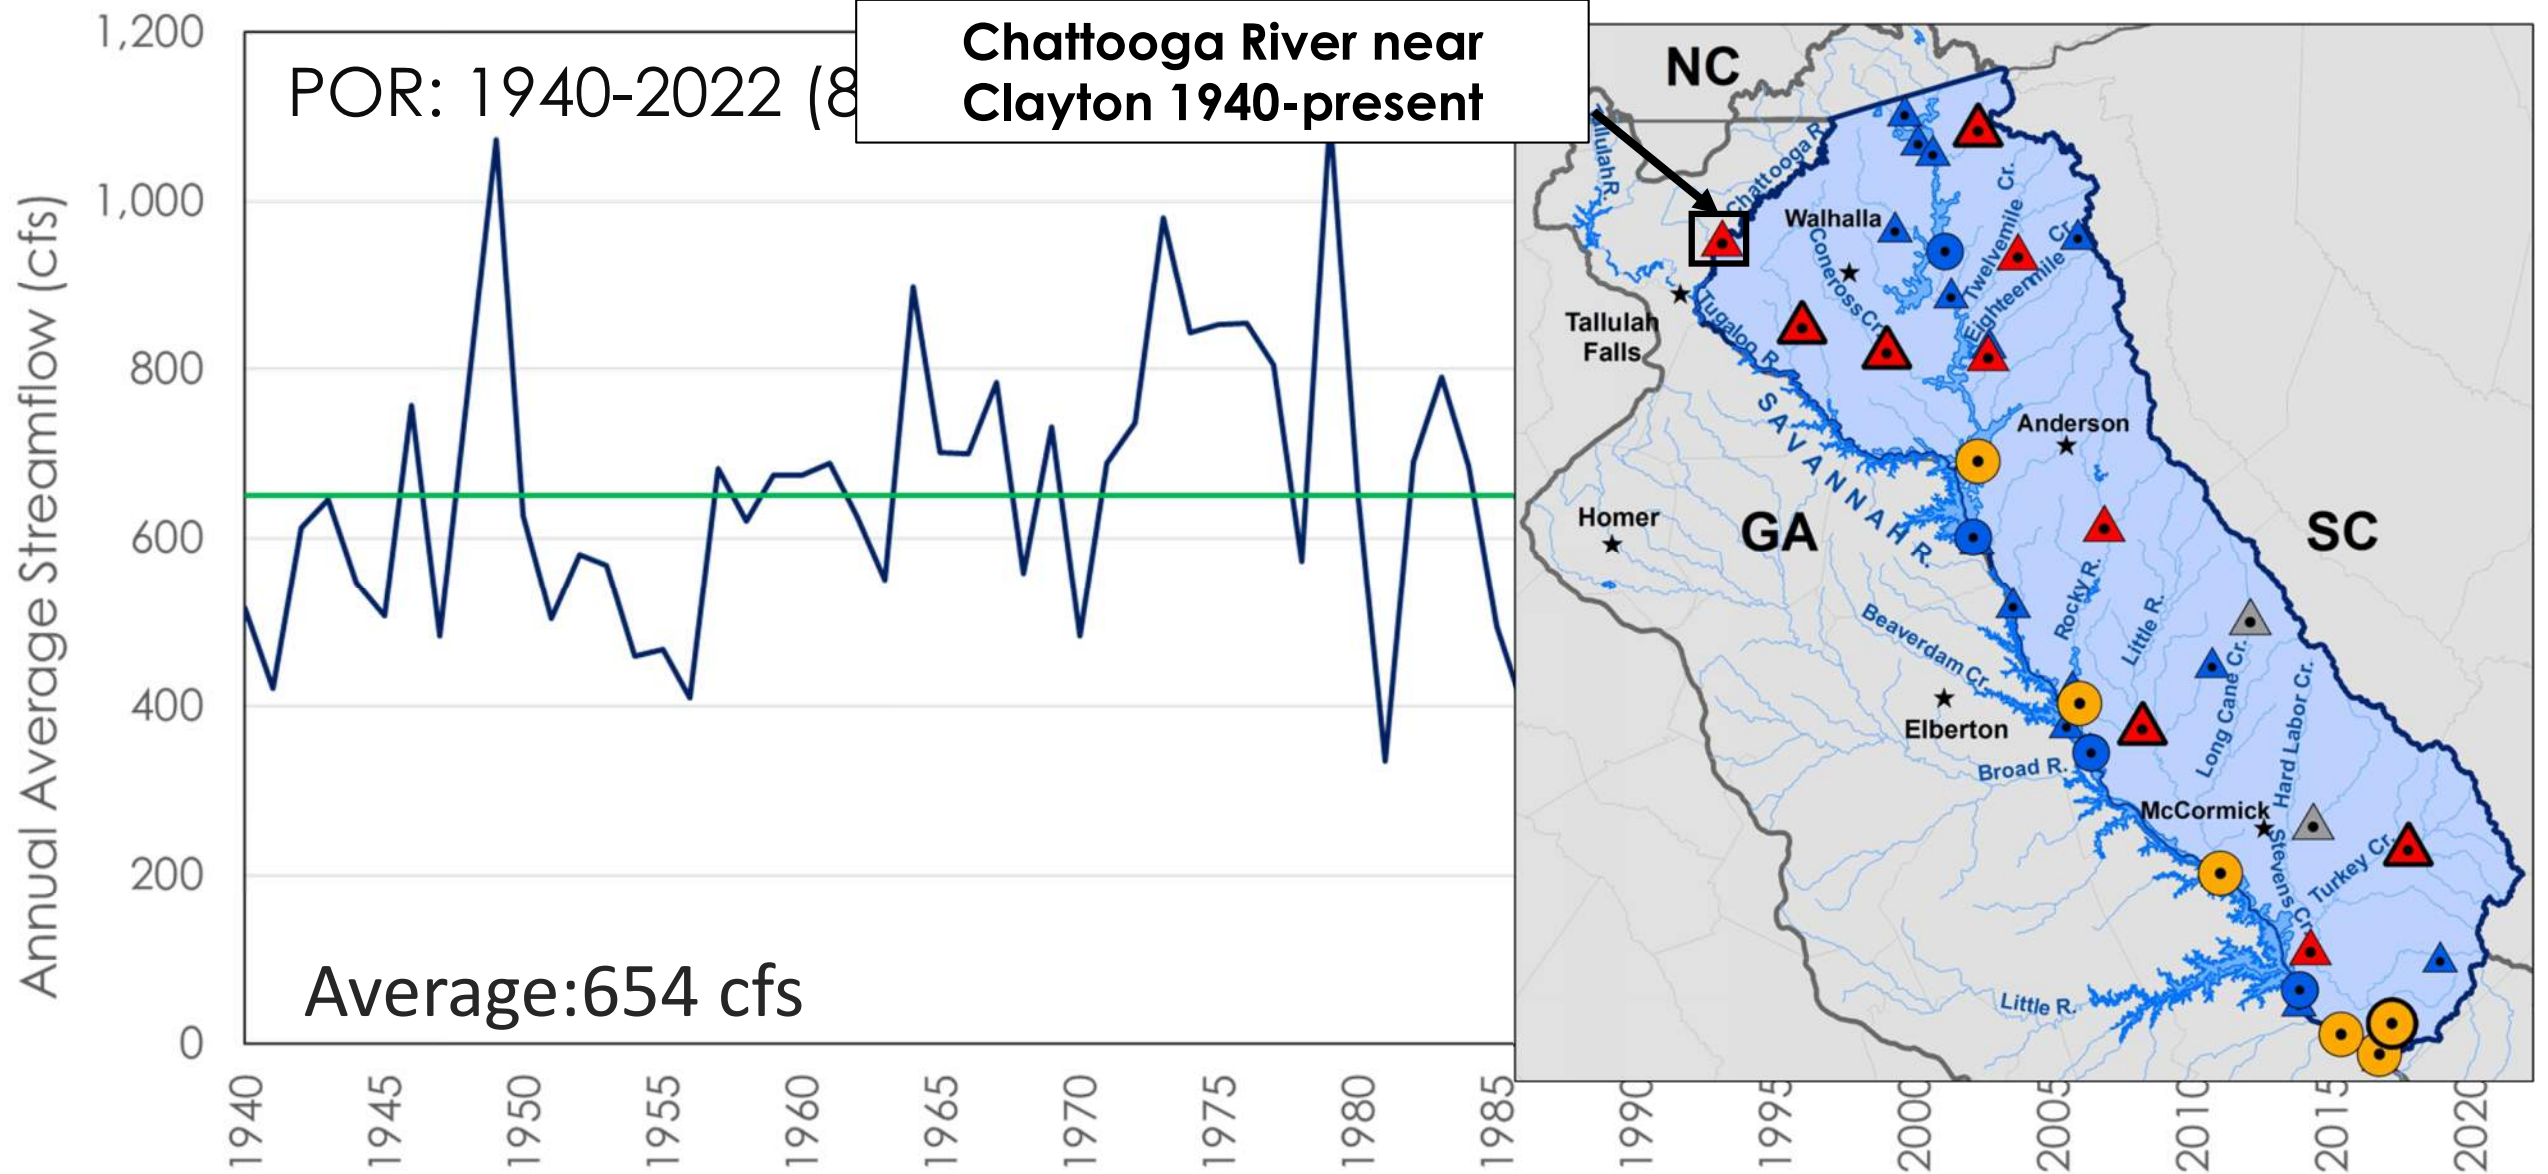 1,200
1,000
800
600
400
200
0
Annual Average Streamflow (cfs)
POR: 1940-2022 (8
Average:654 cfs
1940
1945
1950
1955
1960
1965
1970
1975
1980
1985
1990
1995
2000
2005
2010
2015
2020
Chattooga River near
Clayton 1940-present
NC
Chattooga R.
Walhalla
Coneross Cr.
Twelvemile Cr.
Eighteenmile Cr.
Tallulah
Falls
Tugaloo R.
SAVANNAH R.
Anderson
Homer
GA
SC
Rocky R.
Little R.
Beaverdam Cr.
Long Cane Cr.
Hard Labor Cr.
Elberton
Broad R.
McCormick
Stevens Cr.
Turkey Cr.
Little R.